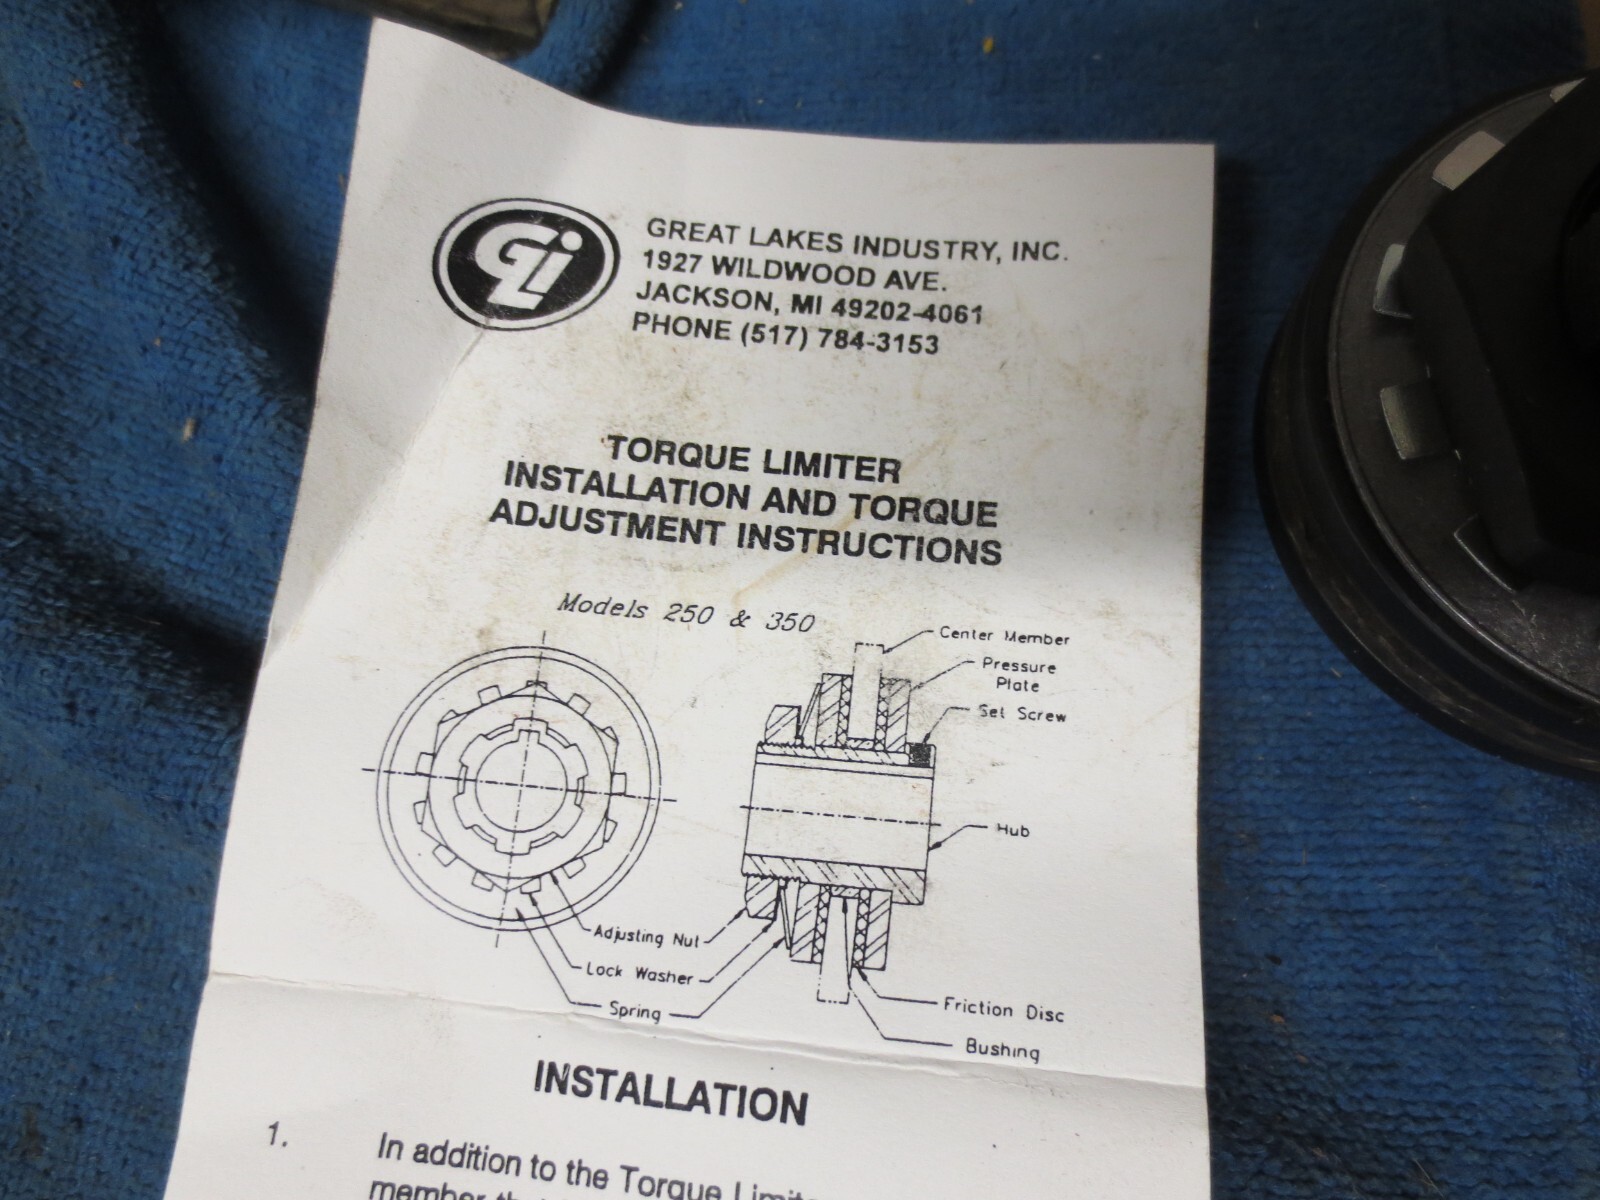 GLi
GREAT LAKES INDUSTRY, INC.
1927 WILDWOOD AVE.
JACKSON, MI 49202-4061
PHONE (517) 784-3153
TORQUE LIMITER
INSTALLATION AND TORQUE
ADJUSTMENT INSTRUCTIONS
Models 250 & 350
Center Member
Pressure
Plate
Set Screw
Hub
Adjusting Nut
Lock Washer
Spring
Friction Disc
Bushing
INSTALLATION
1. In addition to the Torque
member